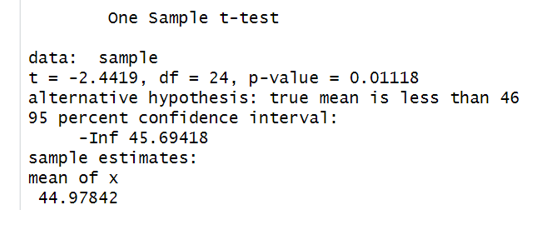 One Sample t-test
data: sample
t = -2.4419, df = 24, p-value = 0.01118
alternative hypothesis: true mean is less than 46
95 percent confidence interval:
-Inf 45.69418
sample estimates:
mean of x
44.97842